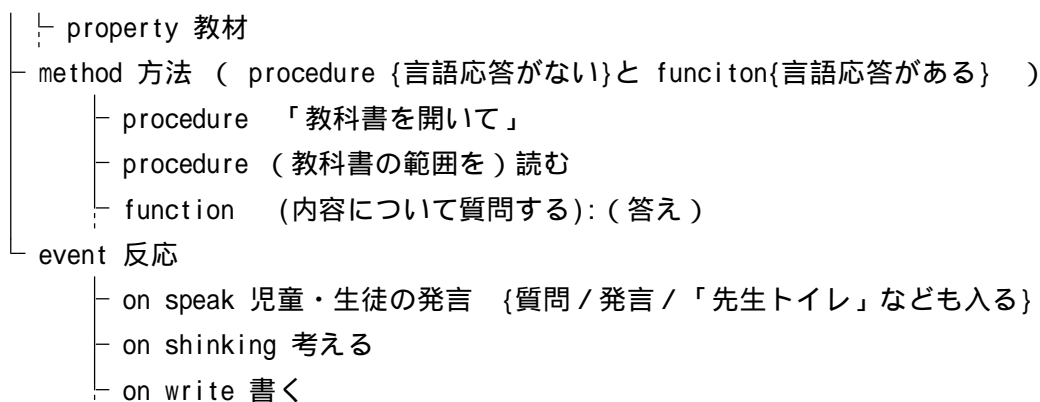 property 教材
method 方法 ( procedure {言語応答がない}と funciton{言語応答がある} )
procedure 「教科書を開いて」
procedure (教科書の範囲を)読む
function (内容について質問する):(答え)
event 反応
on speak 児童・生徒の発言 {質問/発言/「先生トイレ」なども入る}
on shinking 考える
on write 書く